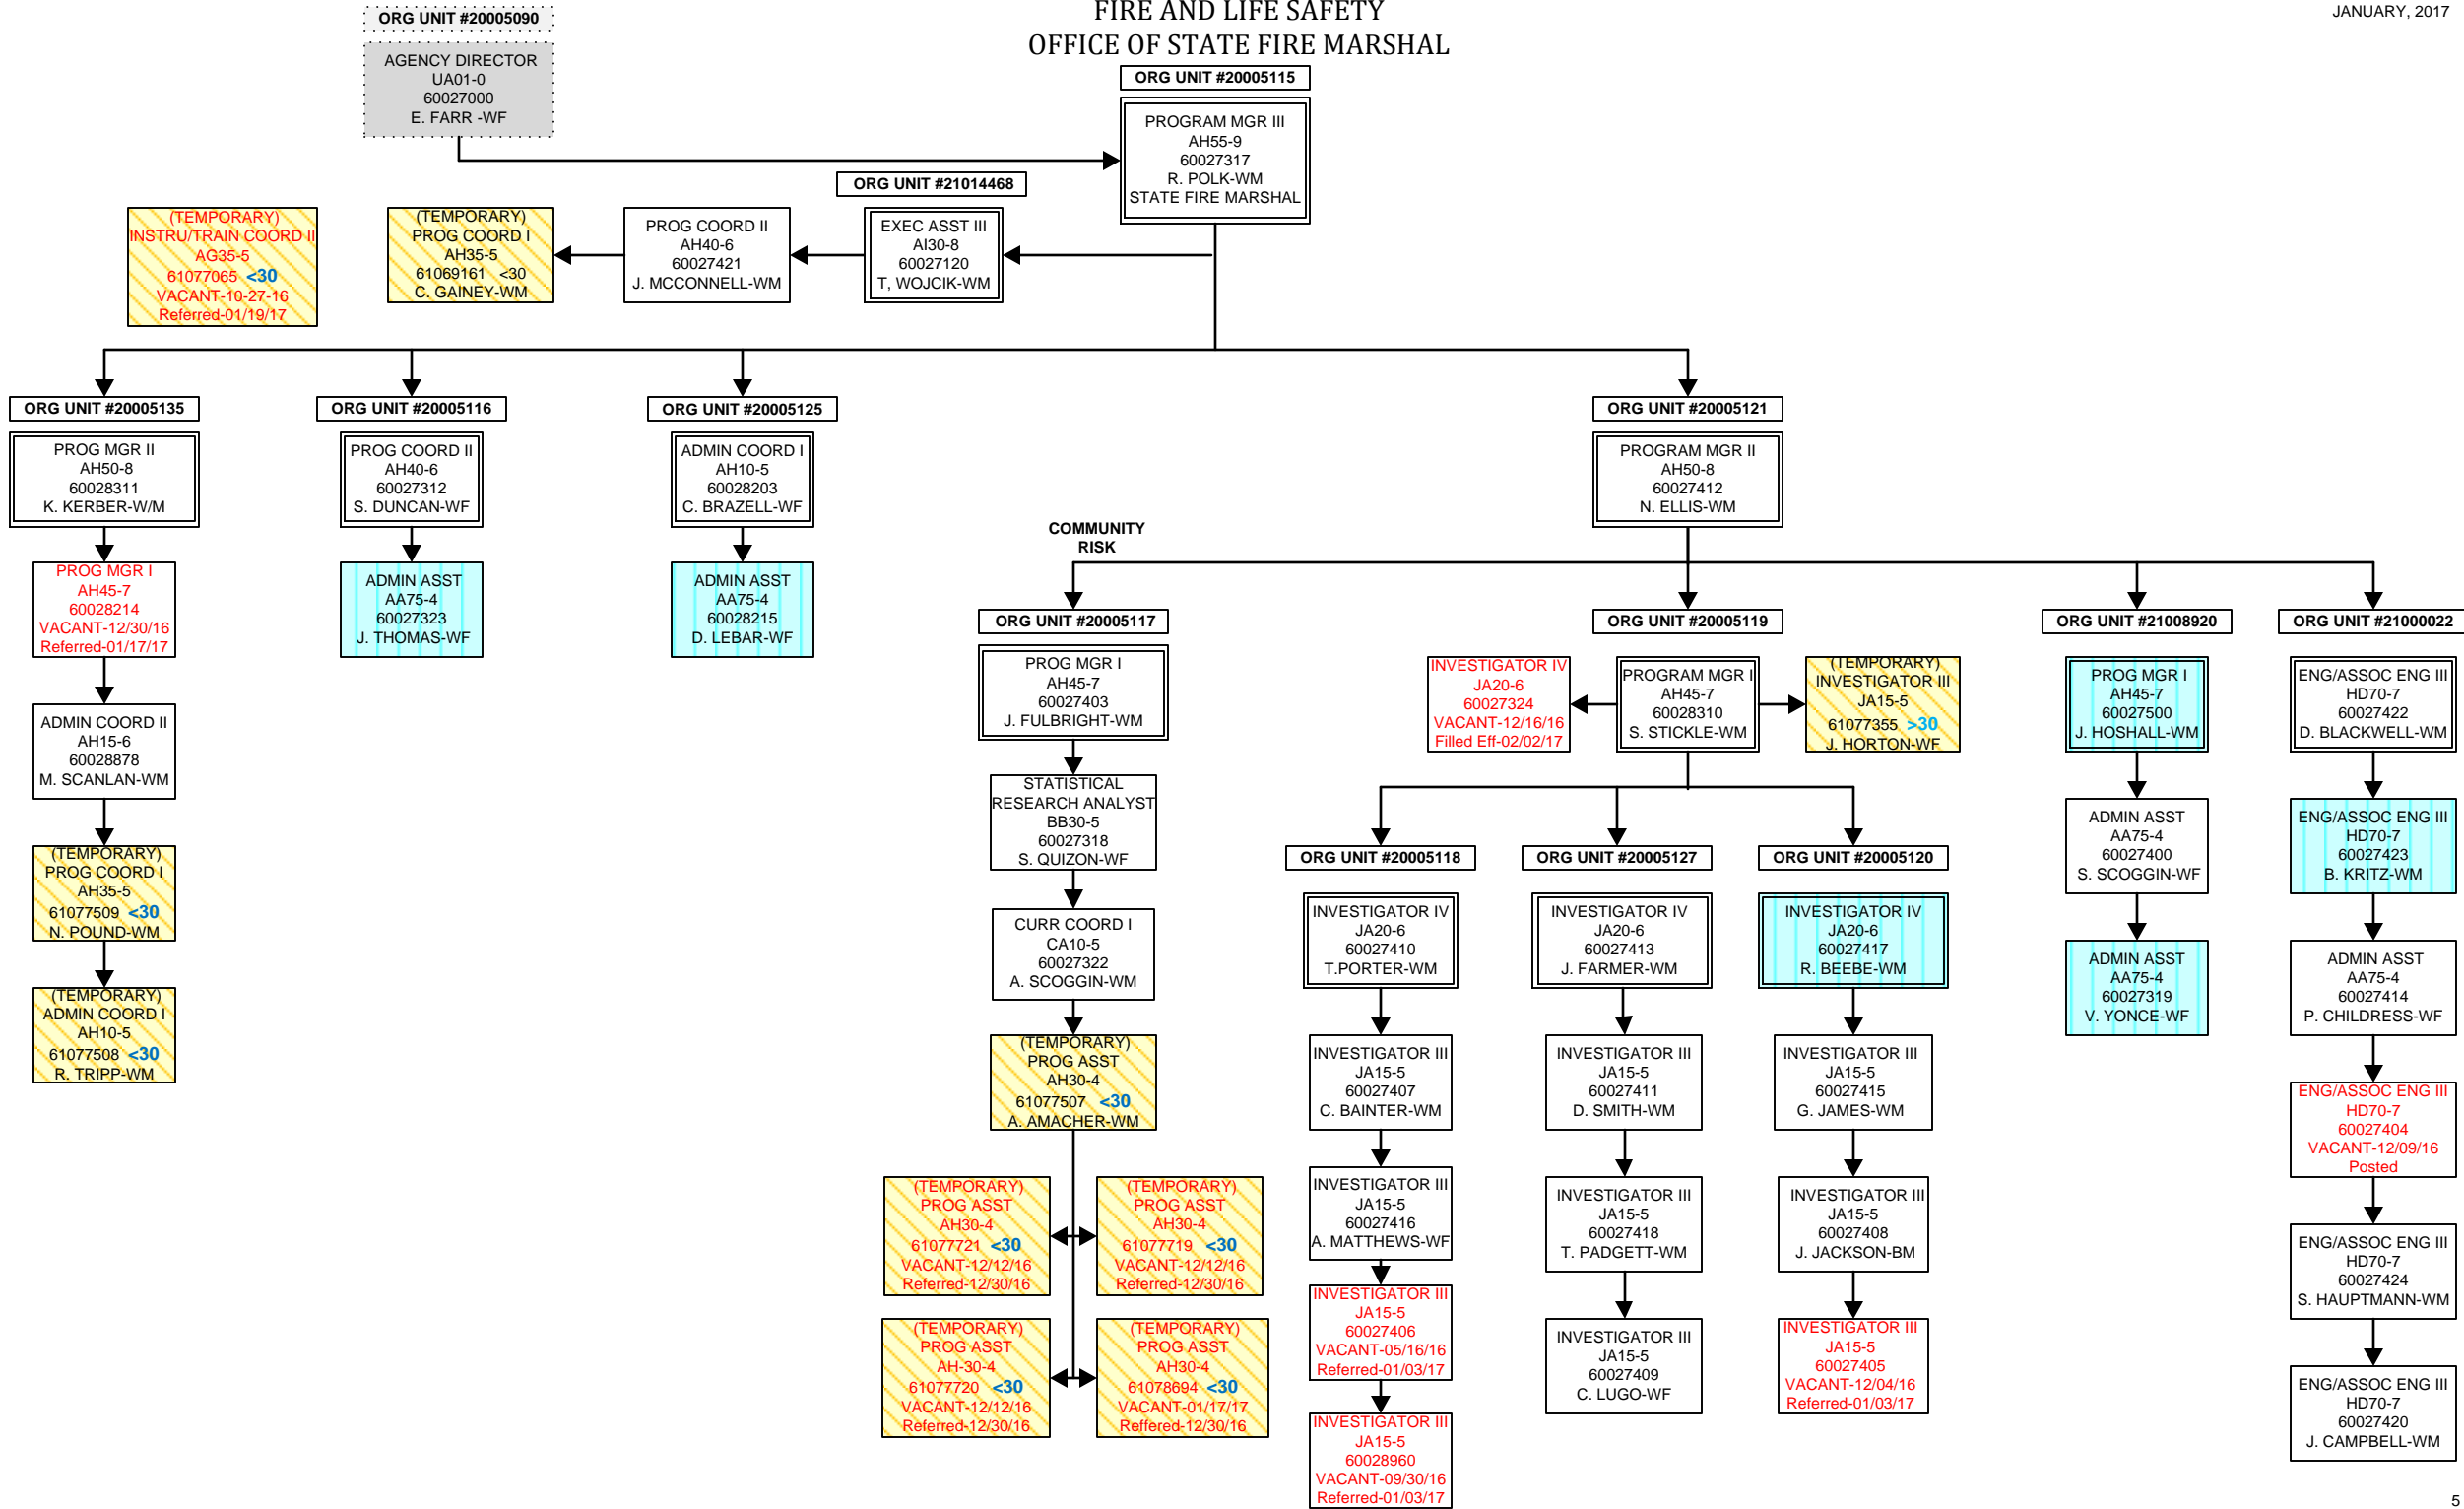 FIRE AND LIFE SAFETY
OFFICE OF STATE FIRE MARSHAL
JANUARY, 2017
ORG UNIT #20005090
AGENCY DIRECTOR
UA01-0
60027000
E. FARR -WF
ORG UNIT #20005115
PROGRAM MGR III
AH55-9
60027317
R. POLK-WM
STATE FIRE MARSHAL
ORG UNIT #21014468
(TEMPORARY)
INSTRU/TRAIN COORD II
AG35-5
61077065 <30
VACANT-10-27-16
Referred-01/19/17
(TEMPORARY)
PROG COORD I
AH35-5
61069161 <30
C. GAINEY-WM
PROG COORD II
AH40-6
60027421
J. MCCONNELL-WM
EXEC ASST III
AI30-8
60027120
T, WOJCIK-WM
ORG UNIT #20005135
PROG MGR II
AH50-8
60028311
K. KERBER-W/M
PROG MGR I
AH45-7
60028214
VACANT-12/30/16
Referred-01/17/17
ADMIN COORD II
AH15-6
60028878
M. SCANLAN-WM
(TEMPORARY)
PROG COORD I
AH35-5
61077509 <30
N. POUND-WM
(TEMPORARY)
ADMIN COORD I
AH10-5
61077508 <30
R. TRIPP-WM
ORG UNIT #20005116
PROG COORD II
AH40-6
60027312
S. DUNCAN-WF
ADMIN ASST
AA75-4
60027323
J. THOMAS-WF
ORG UNIT #20005125
ADMIN COORD I
AH10-5
60028203
C. BRAZELL-WF
ADMIN ASST
AA75-4
60028215
D. LEBAR-WF
ORG UNIT #20005121
PROGRAM MGR II
AH50-8
60027412
N. ELLIS-WM
COMMUNITY
RISK
ORG UNIT #20005117
PROG MGR I
AH45-7
60027403
J. FULBRIGHT-WM
STATISTICAL
RESEARCH ANALYST
BB30-5
60027318
S. QUIZON-WF
CURR COORD I
CA10-5
60027322
A. SCOGGIN-WM
(TEMPORARY)
PROG ASST
AH30-4
61077507 <30
A. AMACHER-WM
(TEMPORARY)
PROG ASST
AH30-4
61077721 <30
VACANT-12/12/16
Referred-12/30/16
(TEMPORARY)
PROG ASST
AH30-4
61077719 <30
VACANT-12/12/16
Referred-12/30/16
(TEMPORARY)
PROG ASST
AH-30-4
61077720 <30
VACANT-12/12/16
Referred-12/30/16
(TEMPORARY)
PROG ASST
AH30-4
61078694 <30
VACANT-01/17/17
Reffered-12/30/16
ORG UNIT #20005119
INVESTIGATOR IV
JA20-6
60027324
VACANT-12/16/16
Filled Eff-02/02/17
PROGRAM MGR I
AH45-7
60028310
S. STICKLE-WM
(TEMPORARY)
INVESTIGATOR III
JA15-5
61077355 >30
J. HORTON-WF
ORG UNIT #20005118
INVESTIGATOR IV
JA20-6
60027410
T.PORTER-WM
INVESTIGATOR III
JA15-5
60027407
C. BAINTER-WM
INVESTIGATOR III
JA15-5
60027416
A. MATTHEWS-WF
INVESTIGATOR III
JA15-5
60027406
VACANT-05/16/16
Referred-01/03/17
INVESTIGATOR III
JA15-5
60028960
VACANT-09/30/16
Referred-01/03/17
ORG UNIT #20005127
INVESTIGATOR IV
JA20-6
60027413
J. FARMER-WM
INVESTIGATOR III
JA15-5
60027411
D. SMITH-WM
INVESTIGATOR III
JA15-5
60027418
T. PADGETT-WM
INVESTIGATOR III
JA15-5
60027409
C. LUGO-WF
ORG UNIT #20005120
INVESTIGATOR IV
JA20-6
60027417
R. BEEBE-WM
INVESTIGATOR III
JA15-5
60027415
G. JAMES-WM
INVESTIGATOR III
JA15-5
60027408
J. JACKSON-BM
INVESTIGATOR III
JA15-5
60027405
VACANT-12/04/16
Referred-01/03/17
ORG UNIT #21008920
PROG MGR I
AH45-7
60027500
J. HOSHALL-WM
ADMIN ASST
AA75-4
60027400
S. SCOGGIN-WF
ADMIN ASST
AA75-4
60027319
V. YONCE-WF
ORG UNIT #21000022
ENG/ASSOC ENG III
HD70-7
60027422
D. BLACKWELL-WM
ENG/ASSOC ENG III
HD70-7
60027423
B. KRITZ-WM
ADMIN ASST
AA75-4
60027414
P. CHILDRESS-WF
ENG/ASSOC ENG III
HD70-7
60027404
VACANT-12/09/16
Posted
ENG/ASSOC ENG III
HD70-7
60027424
S. HAUPTMANN-WM
ENG/ASSOC ENG III
HD70-7
60027420
J. CAMPBELL-WM
5